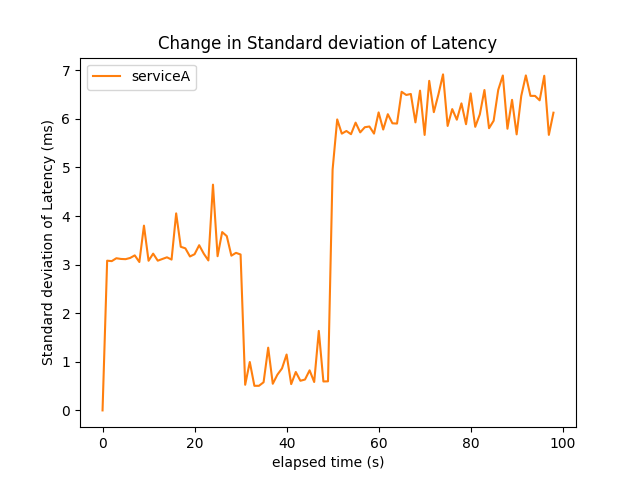 Change in Standard deviation of Latency
serviceA
Standard deviation of Latency (ms)
7
6
5
4
3
2
1
0
0 20 40 60 80 100
elapsed time (s)